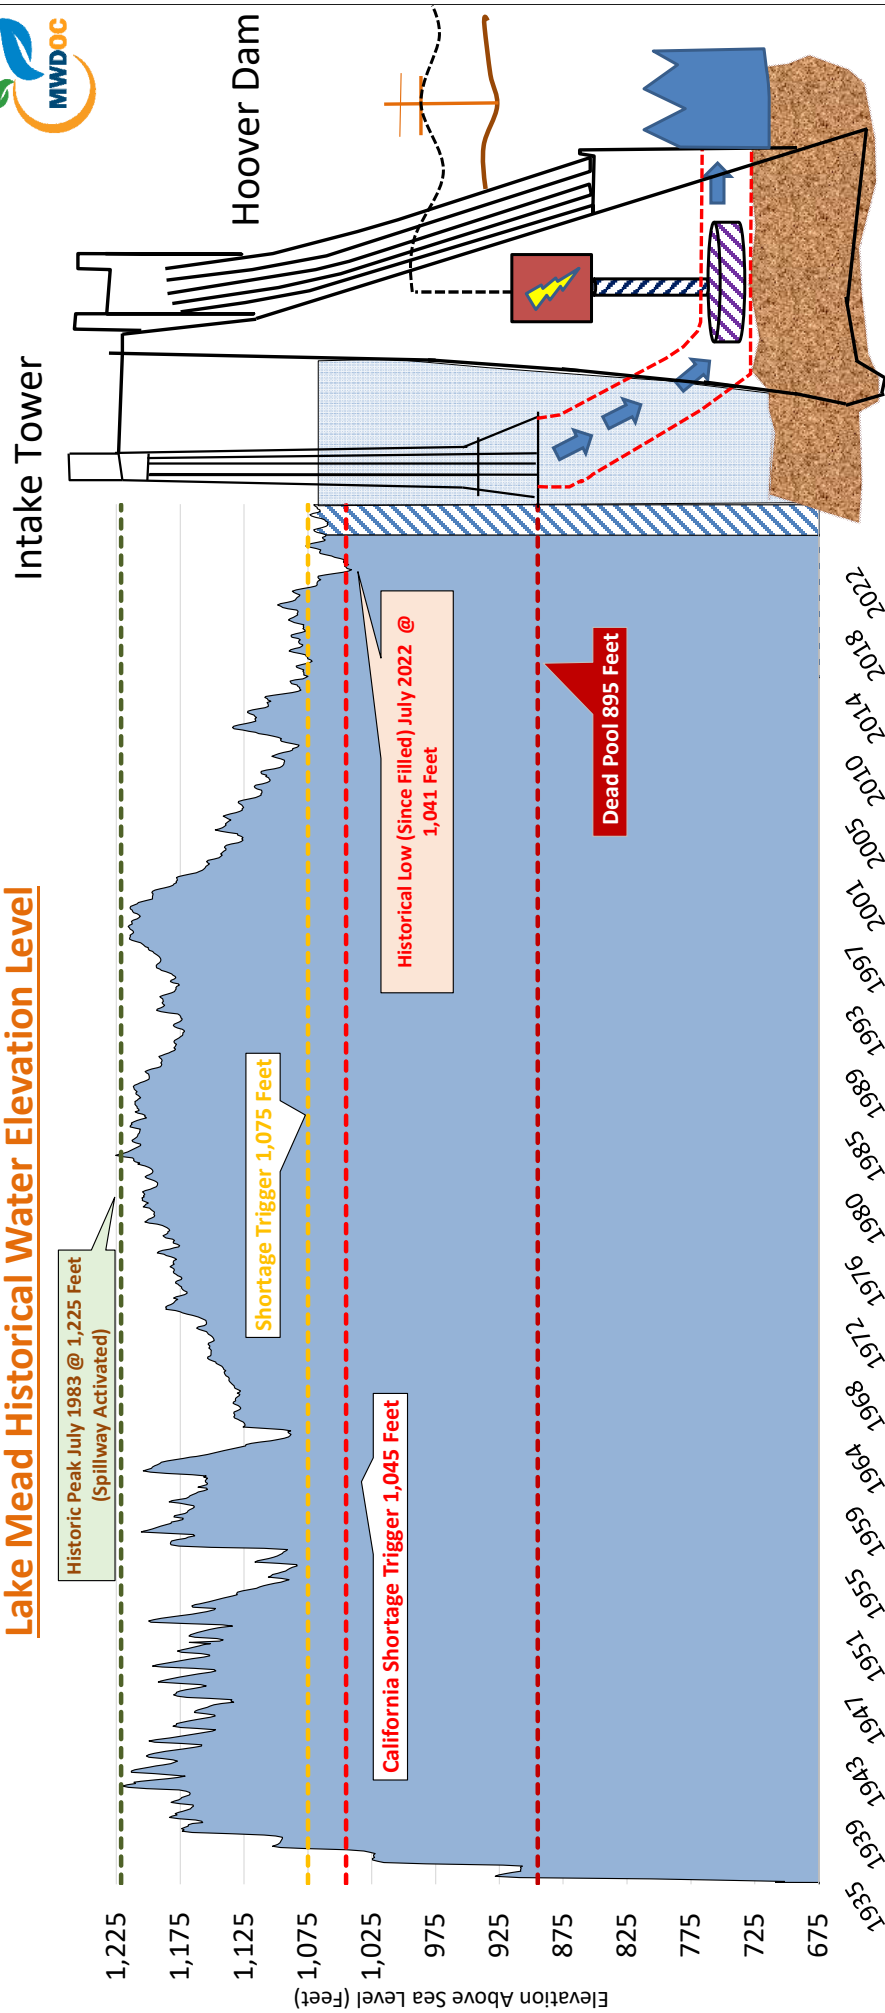 Lake Mead Historical Water Elevation Level
MWDOC
Intake Tower
Hoover Dam
Historic Peak July 1983 @ 1,225 Feet
(Spillway Activated)
Shortage Trigger 1,075 Feet
California Shortage Trigger 1,045 Feet
Historical Low (Since Filled) July 2022 @
1,041 Feet
Dead Pool 895 Feet
Elevation Above Sea Level (Feet)
1,225
1,175
1,125
1,075
1,025
975
925
875
825
775
725
675
1935
1939
1943
1947
1951
1955
1959
1964
1968
1972
1976
1980
1985
1989
1993
1997
2001
2005
2010
2014
2018
2022